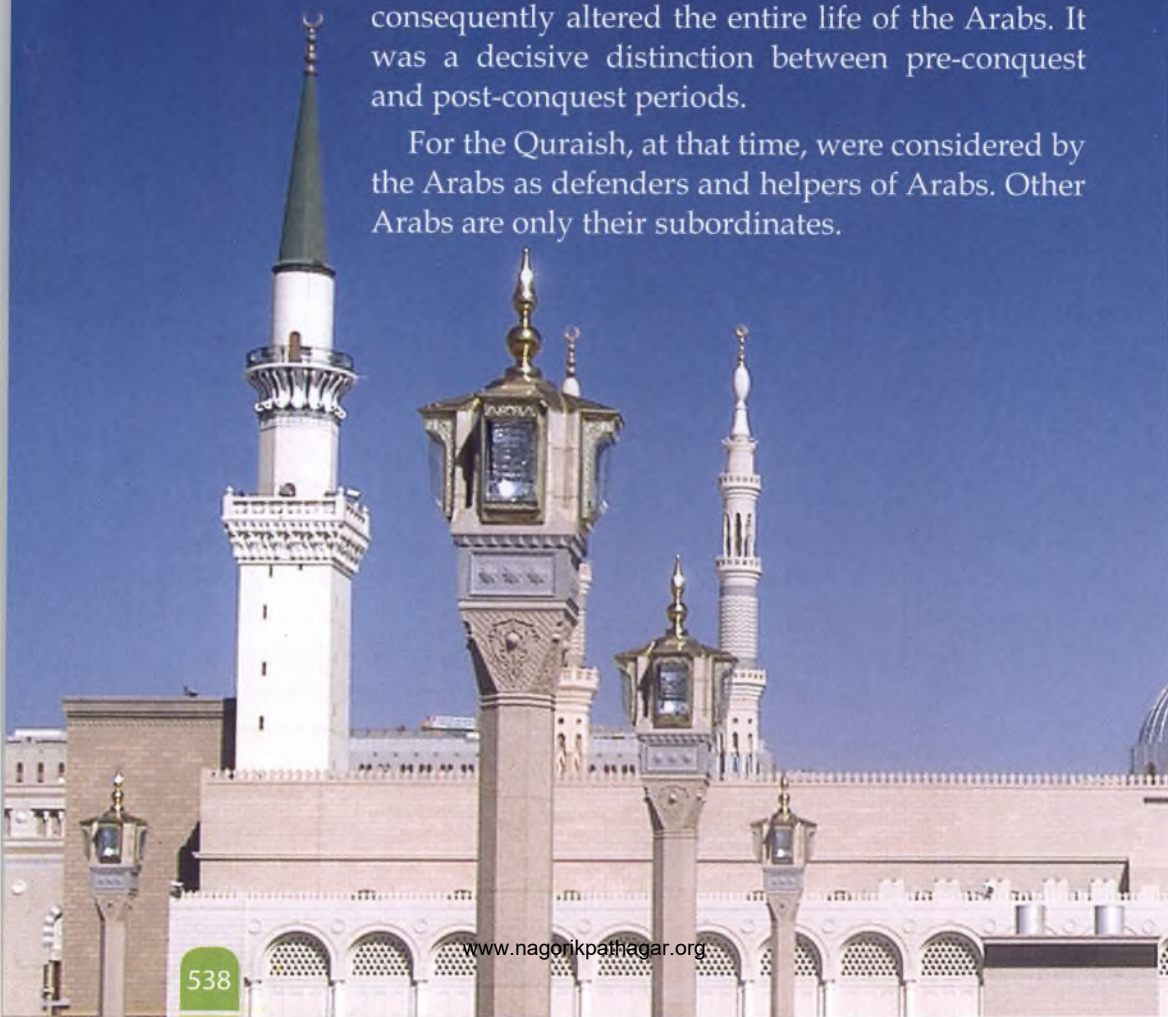 consequently altered the entire life of the Arabs. It
was a decisive distinction between pre-conquest
and post-conquest periods.
For the Quraish, at that time, were considered by
the Arabs as defenders and helpers of Arabs. Other
Arabs are only their subordinates.
www.nagorikpathagar.org
538